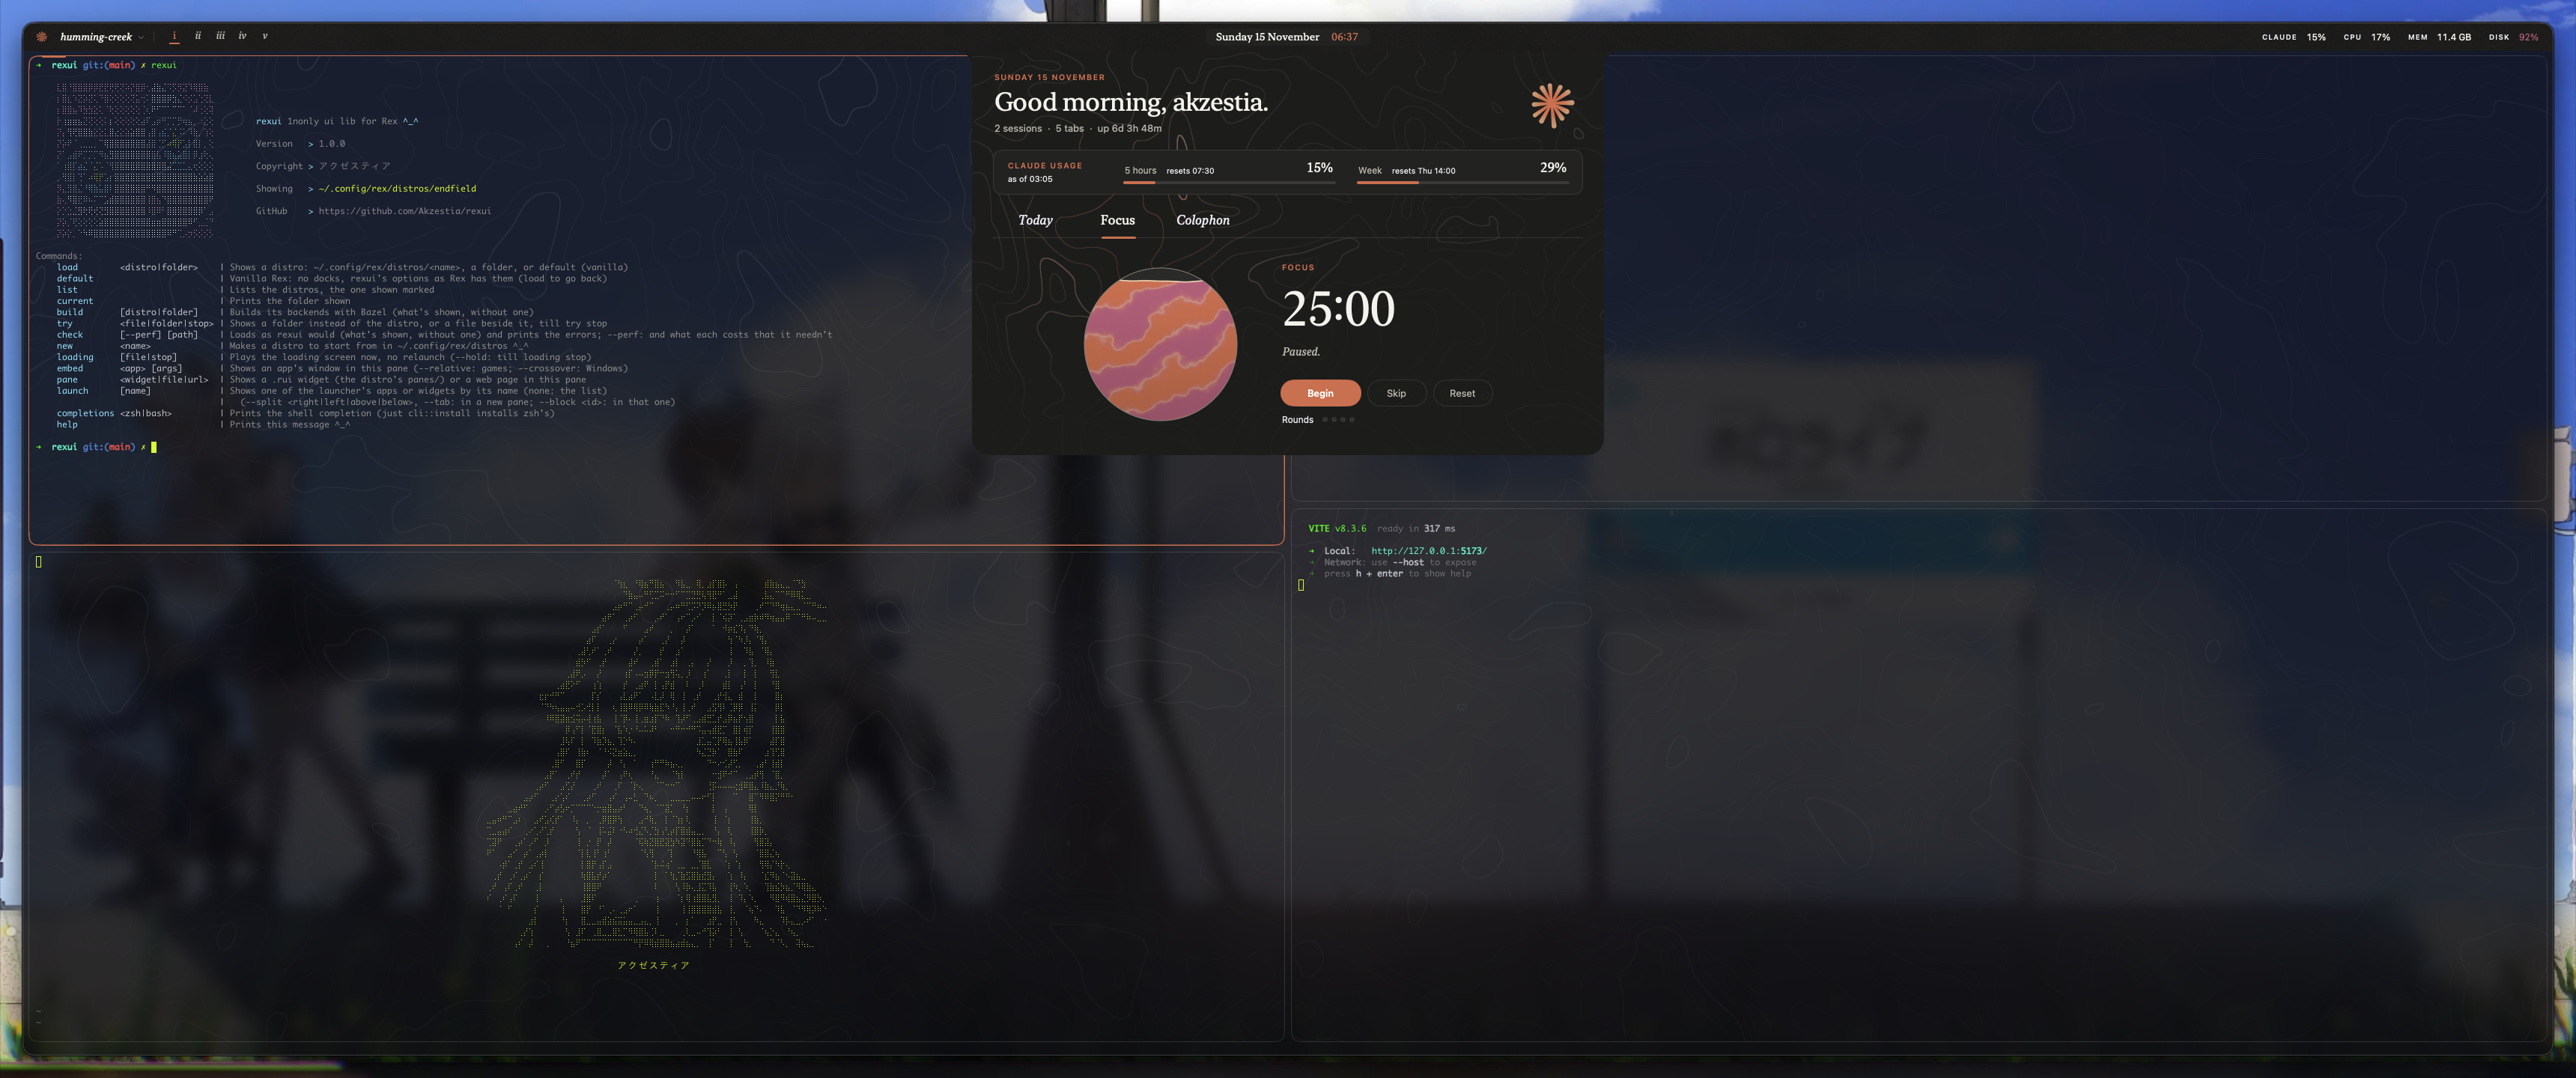 humming-creek
i ii iii iv v
Sunday 15 November 06:37
CLAUDE 15% CPU 17% MEM 11.4 GB DISK 92%
➜ rexui git:(main) ✗ rexui
rexui 1nonly ui lib for Rex ^_^
Version > 1.0.0
Copyright > アクゼスティア
Showing > ~/.config/rex/distros/endfield
GitHub > https://github.com/Akzestia/rexui
Commands:
load <distro|folder> | Shows a distro: ~/.config/rex/distros/<name>, a folder, or default (vanilla)
default | Vanilla Rex: no docks, rexui's options as Rex has them (load to go back)
list | Lists the distros, the one shown marked
current | Prints the folder shown
build [distro|folder] | Builds its backends with Bazel (what's shown, without one)
try <file|folder|stop> | Shows a folder instead of the distro, or a file beside it, till try stop
check [--perf] [path] | Loads as rexui would (what's shown, without one) and prints the errors; --perf: and what each costs that it needn't
new <name> | Makes a distro to start from in ~/.config/rex/distros ^_^
loading [file|stop] | Plays the loading screen now, no relaunch (--hold: till loading stop)
embed <app> [args] | Shows an app's window in this pane (--relative: games; --crossover: Windows)
pane <widget|file|url> | Shows a .rui widget (the distro's panes/) or a web page in this pane
launch [name] | Shows one of the launcher's apps or widgets by its name (none: the list)
(--split <right|left|above|below>, --tab: in a new pane; --block <id>: in that one)
completions <zsh|bash> | Prints the shell completion (just cli::install installs zsh's)
help | Prints this message ^_^
➜ rexui git:(main) ✗
SUNDAY 15 NOVEMBER
Good morning, akzestia.
2 sessions · 5 tabs · up 6d 3h 48m
CLAUDE USAGE
as of 03:05
5 hours resets 07:30 15%
Week resets Thu 14:00 29%
Today Focus Colophon
FOCUS
25:00
Paused.
Begin Skip Reset
Rounds
ホロライブ
VITE v8.3.6 ready in 317 ms
➜ Local: http://127.0.0.1:5173/
➜ Network: use --host to expose
➜ press h + enter to show help
アクゼスティア
~
~